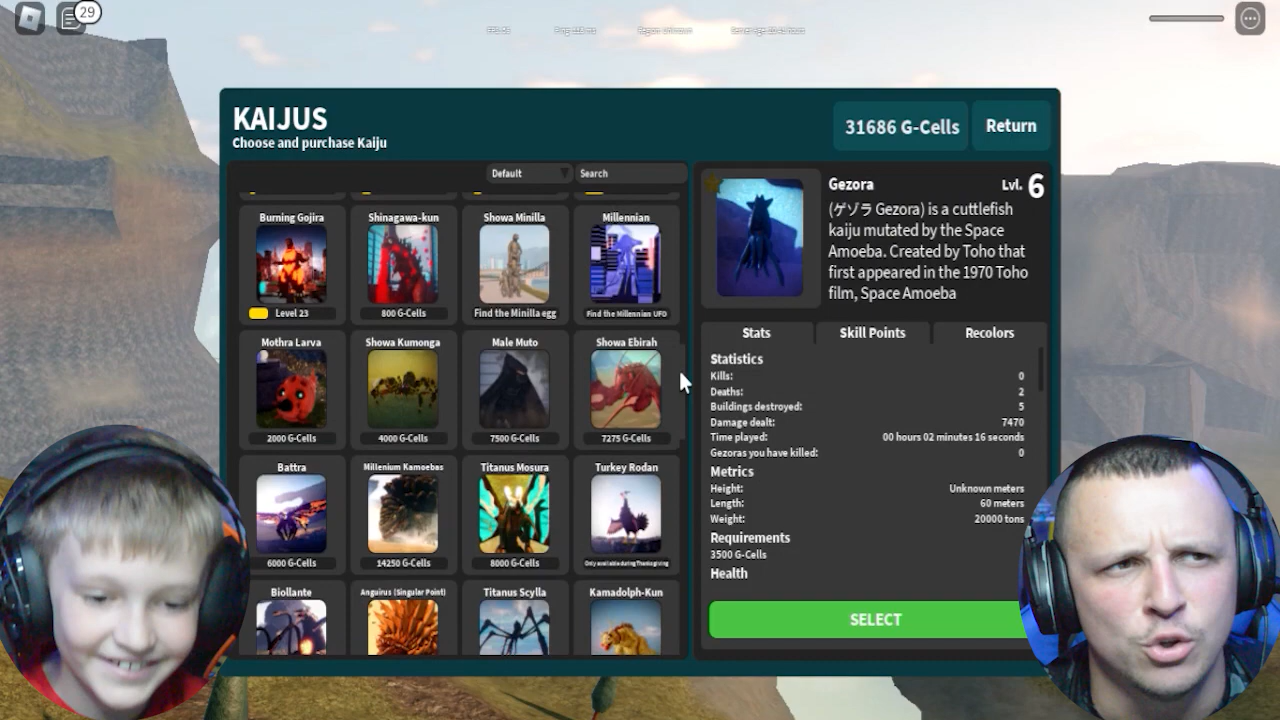 29
KAIJUS
Choose and purchase Kaiju
31686 G-Cells
Return
Default
Search
Burning Gojira
Shinagawa-kun
Showa Minilla
Millennian
Level 23
800 G-Cells
Find the Minilla egg
Find the Millennian UFO
Mothra Larva
Showa Kumonga
Male Muto
Showa Ebirah
2000 G-Cells
4000 G-Cells
7500 G-Cells
7275 G-Cells
Battra
Millenium Kamoebas
Titanus Mosura
Turkey Rodan
6000 G-Cells
14250 G-Cells
8000 G-Cells
Only available during Thanksgiving
Biollante
Anguirus (Singular Point)
Titanus Scylla
Kamadolph-Kun
Gezora
Lvl. 6
(ゲゾラ Gezora) is a cuttlefish
kaiju mutated by the Space
Amoeba. Created by Toho that
first appeared in the 1970 Toho
film, Space Amoeba
Stats
Skill Points
Recolors
Statistics
Kills: 0
Deaths: 2
Buildings destroyed: 5
Damage dealt: 7470
Time played: 00 hours 02 minutes 16 seconds
Gezoras you have killed: 0
Metrics
Height: Unknown meters
Length: 60 meters
Weight: 20000 tons
Requirements
3500 G-Cells
Health
SELECT